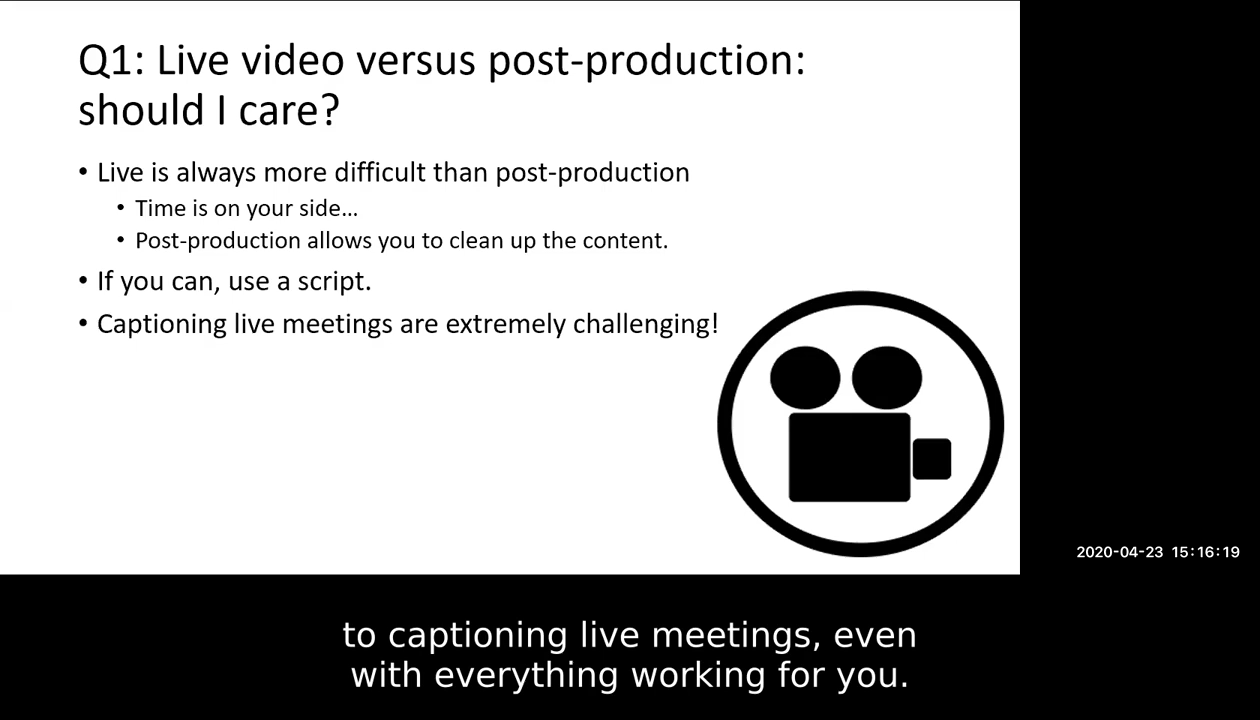 Q1: Live video versus post-production:
should I care?
• Live is always more difficult than post-production
• Time is on your side…
• Post-production allows you to clean up the content.
• If you can, use a script.
• Captioning live meetings are extremely challenging!
2020-04-23 15:16:19
to captioning live meetings, even
with everything working for you.